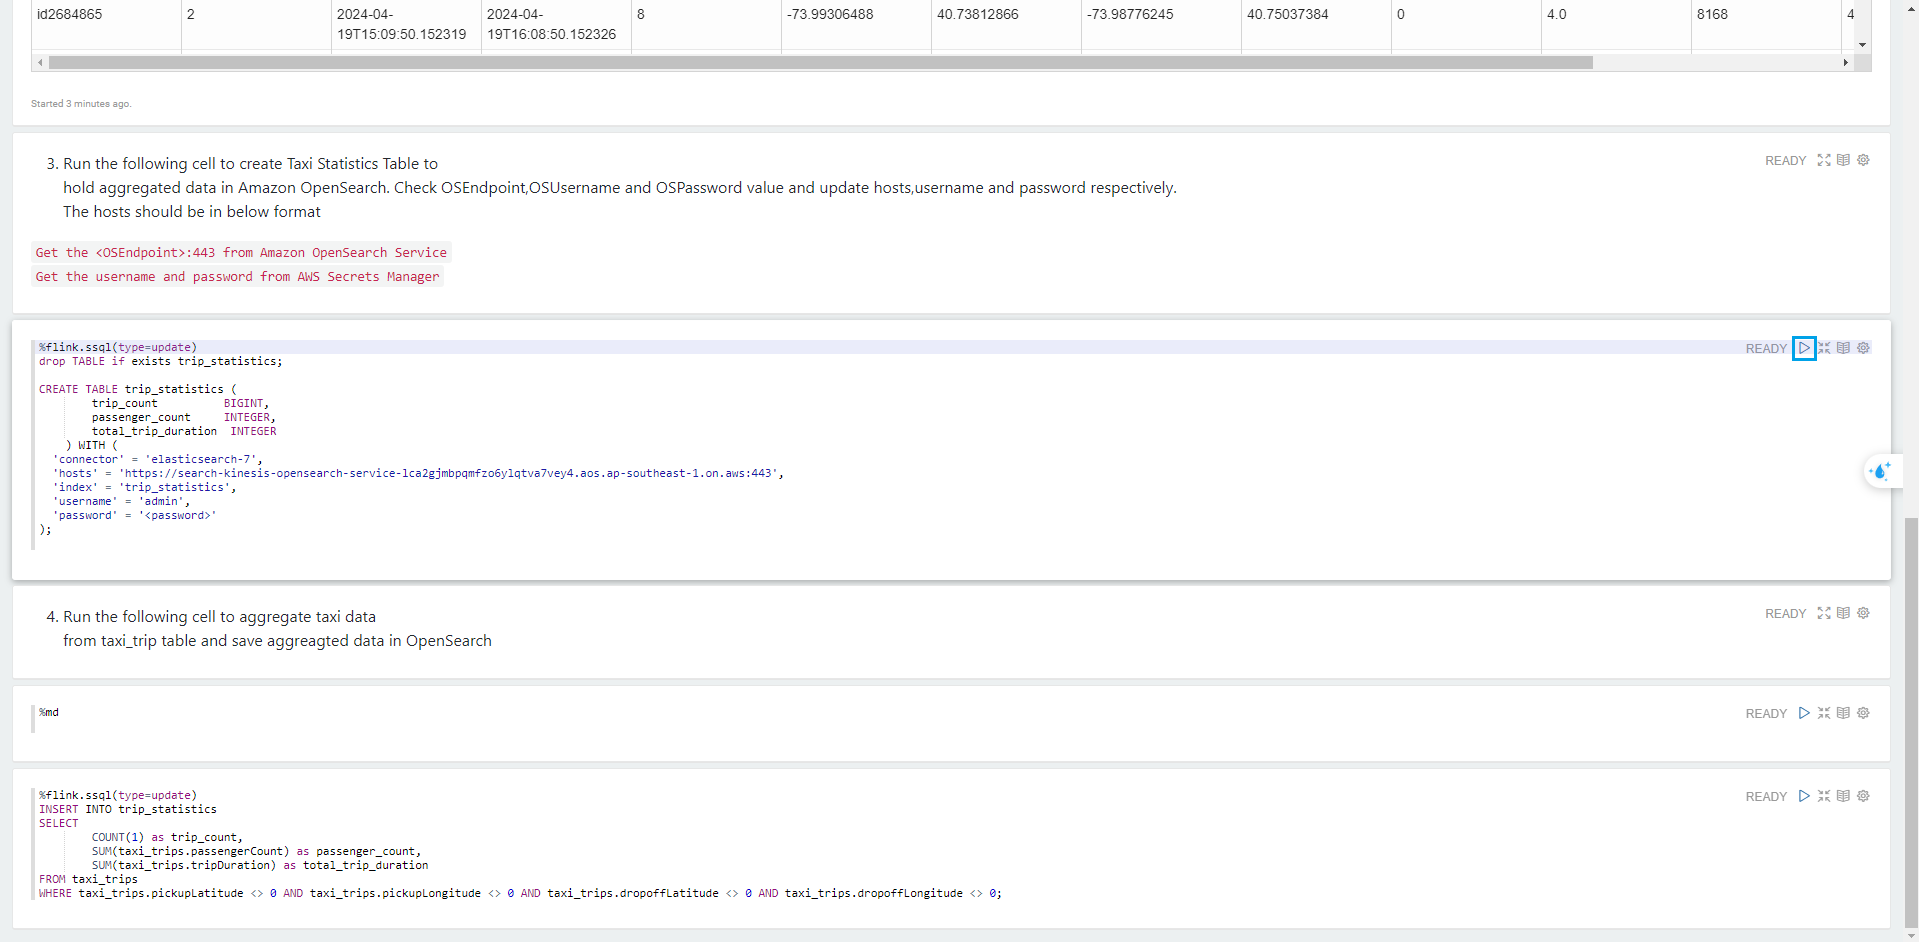 id2684865 2 2024-04- 2024-04- 8 -73.99306488 40.73812866 -73.98776245 40.75037384 0 4.0 8168 4
19T15:09:50.152319 19T16:08:50.152326
Started 3 minutes ago.
3. Run the following cell to create Taxi Statistics Table to
READY
hold aggregated data in Amazon OpenSearch. Check OSEndpoint,OSUsername and OSPassword value and update hosts,username and password respectively.
The hosts should be in below format
Get the <OSEndpoint>:443 from Amazon OpenSearch Service
Get the username and password from AWS Secrets Manager
%flink.ssql(type=update)
READY
drop TABLE if exists trip_statistics;
CREATE TABLE trip_statistics (
trip_count BIGINT,
passenger_count INTEGER,
total_trip_duration INTEGER
) WITH (
'connector' = 'elasticsearch-7',
'hosts' = 'https://search-kinesis-opensearch-service-lca2gjmbpqmfzo6ylqtva7vey4.aos.ap-southeast-1.on.aws:443',
'index' = 'trip_statistics',
'username' = 'admin',
'password' = '<password>'
);
4. Run the following cell to aggregate taxi data
READY
from taxi_trip table and save aggreagted data in OpenSearch
%md
READY
%flink.ssql(type=update)
READY
INSERT INTO trip_statistics
SELECT
COUNT(1) as trip_count,
SUM(taxi_trips.passengerCount) as passenger_count,
SUM(taxi_trips.tripDuration) as total_trip_duration
FROM taxi_trips
WHERE taxi_trips.pickupLatitude <> 0 AND taxi_trips.pickupLongitude <> 0 AND taxi_trips.dropoffLatitude <> 0 AND taxi_trips.dropoffLongitude <> 0;